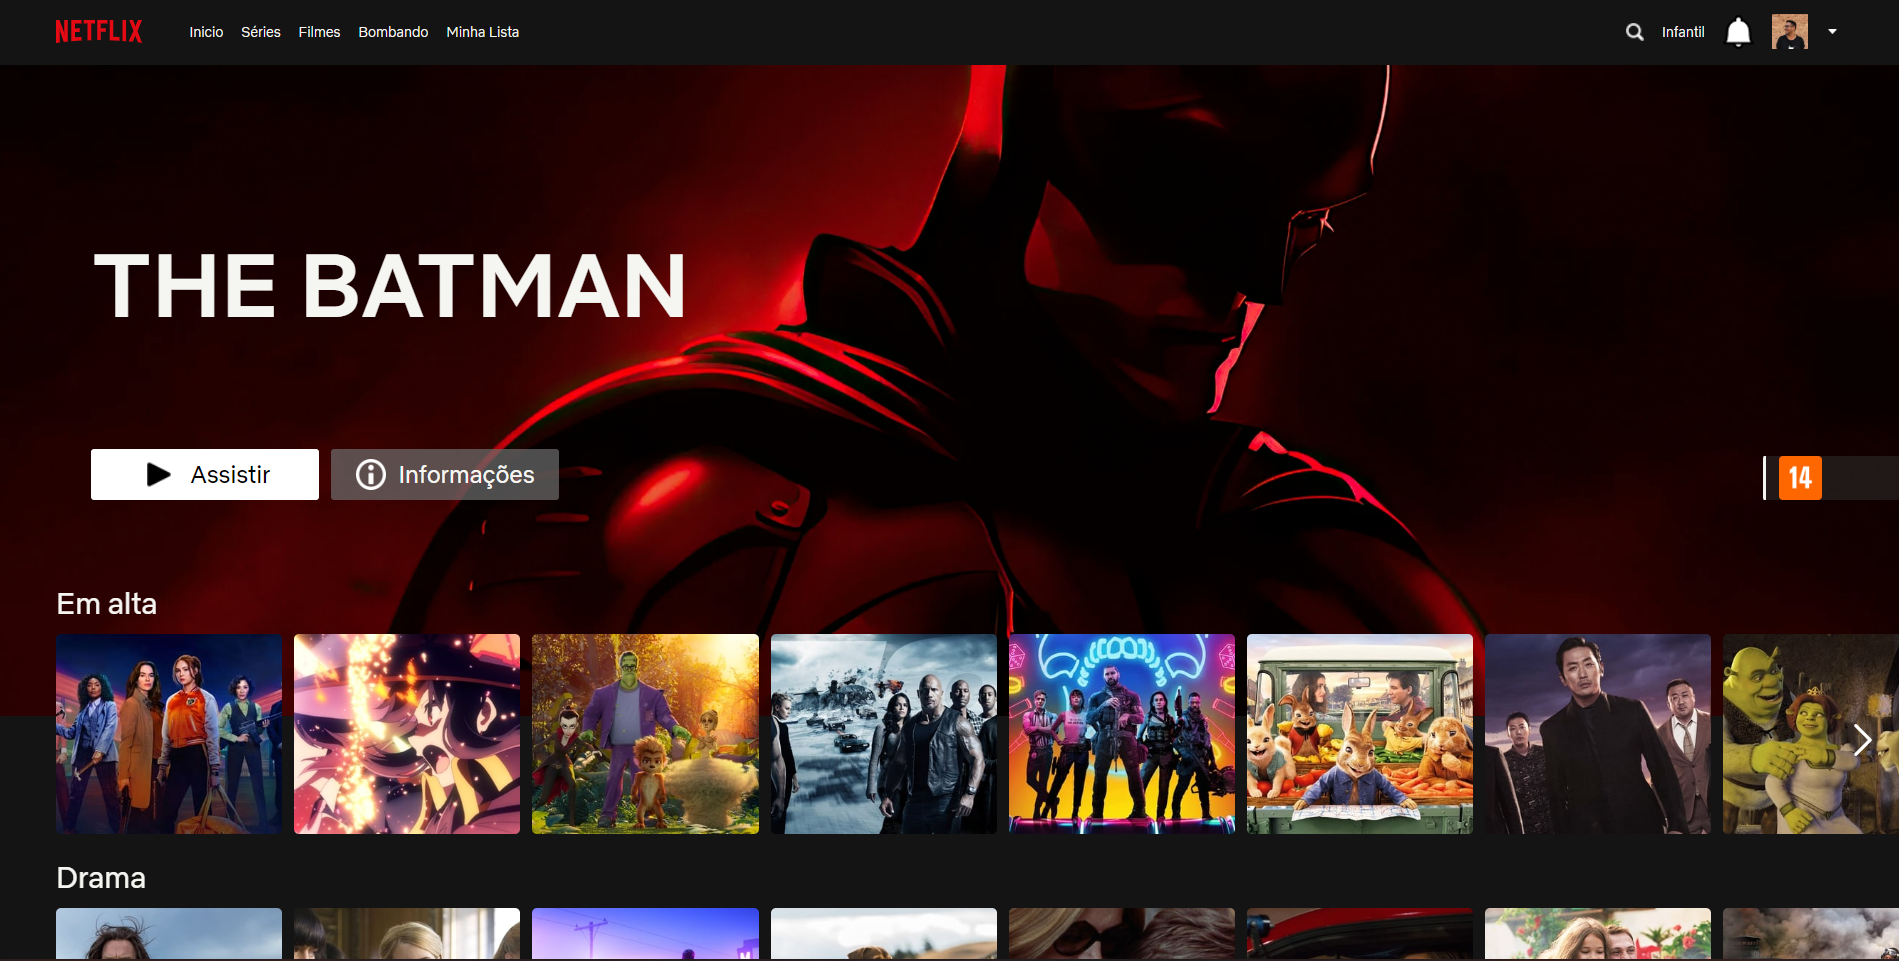 NETFLIX
Inicio Séries Filmes Bombando Minha Lista
Infantil
THE BATMAN
Assistir
Informações
14
Em alta
Drama